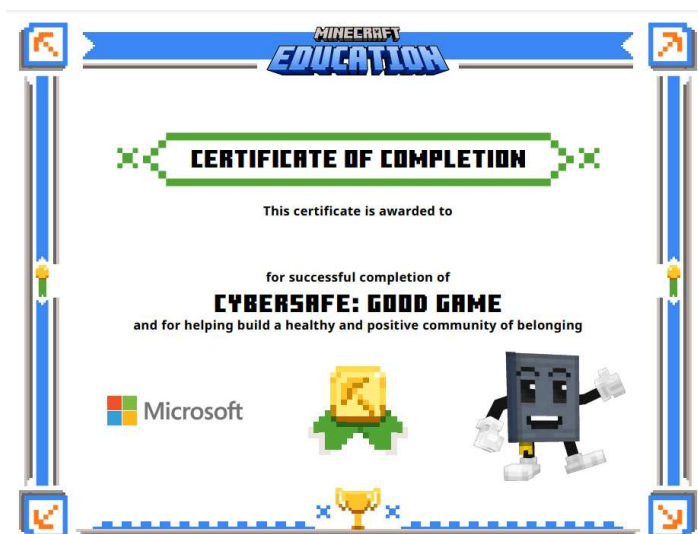 MINECRAFT
EDUCATION
CERTIFICATE OF COMPLETION
This certificate is awarded to
for successful completion of
CYBERSAFE: GOOD GAME
and for helping build a healthy and positive community of belonging
Microsoft